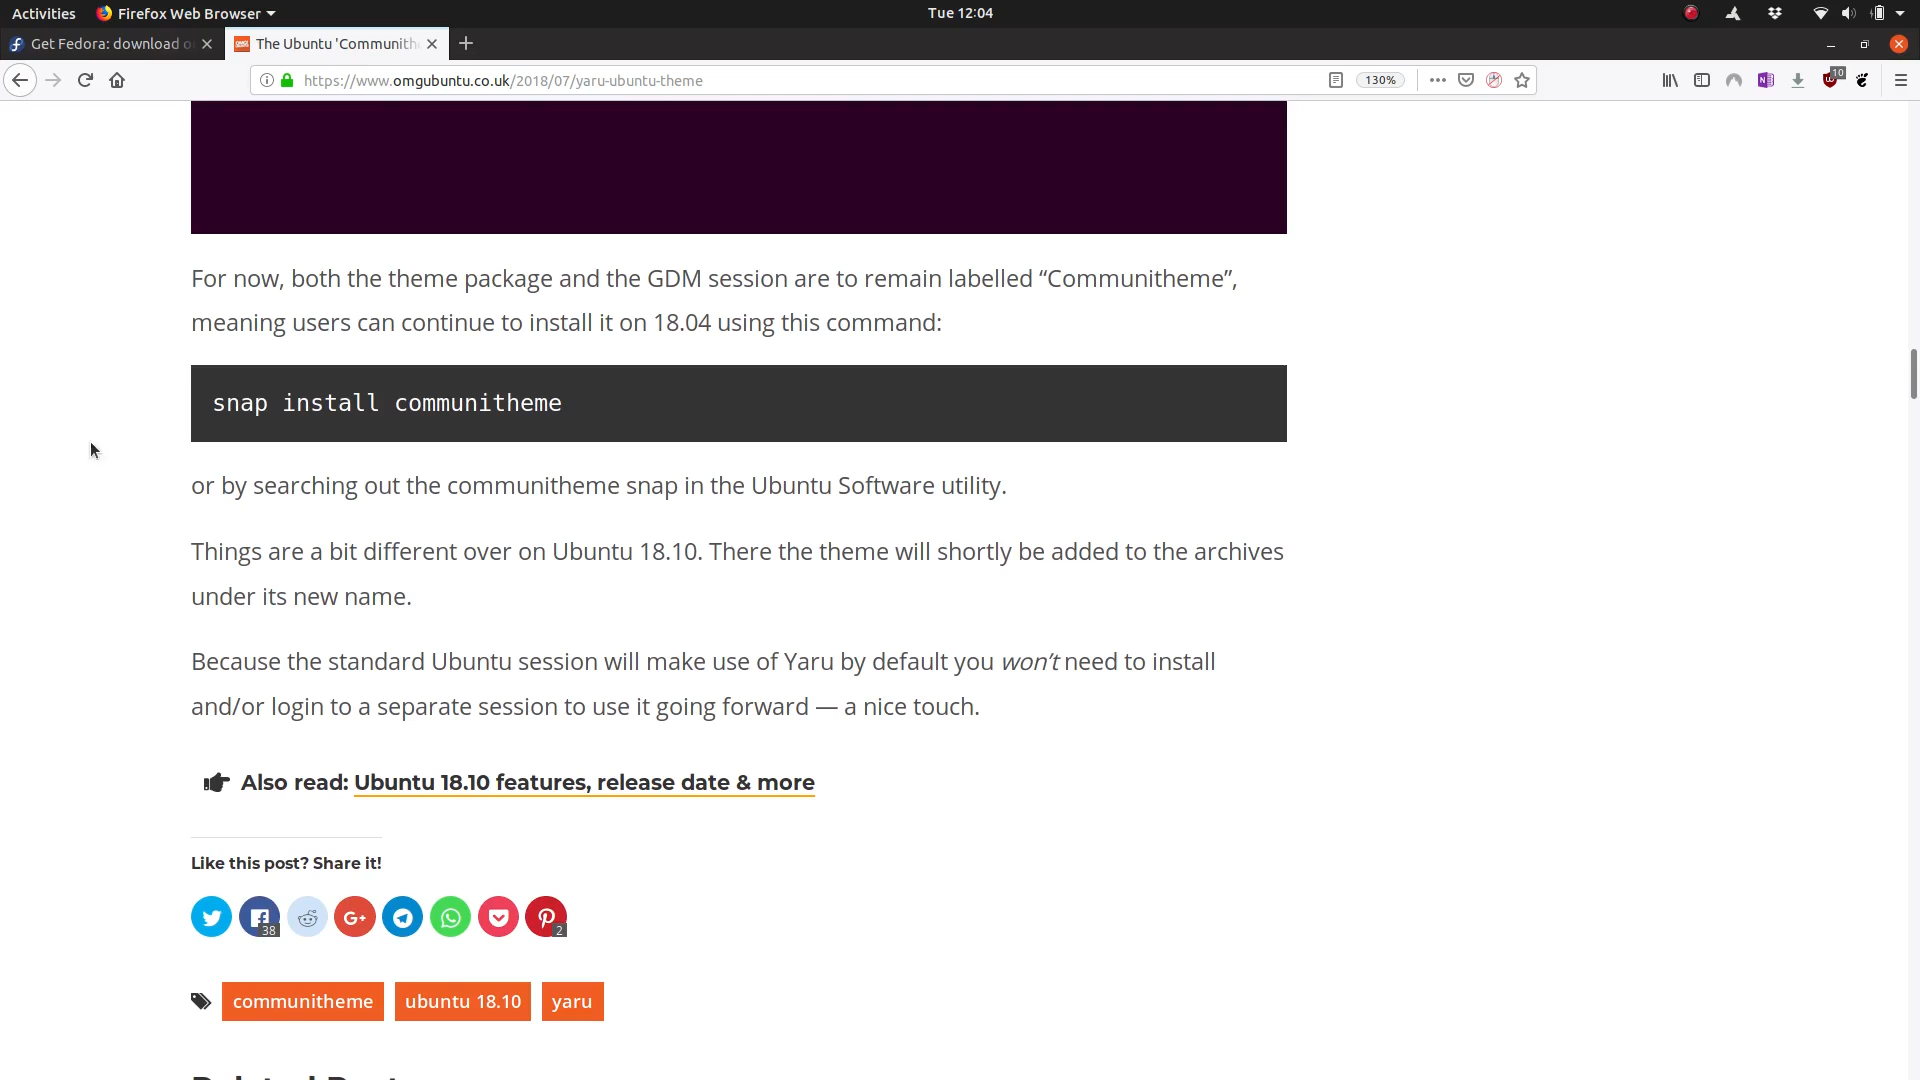 Activities Firefox Web Browser Tue 12:04
Get Fedora: download o The Ubuntu 'Communith
https://www.omgubuntu.co.uk/2018/07/yaru-ubuntu-theme 130% 10
For now, both the theme package and the GDM session are to remain labelled “Communitheme”,
meaning users can continue to install it on 18.04 using this command:
snap install communitheme
or by searching out the communitheme snap in the Ubuntu Software utility.
Things are a bit different over on Ubuntu 18.10. There the theme will shortly be added to the archives
under its new name.
Because the standard Ubuntu session will make use of Yaru by default you won’t need to install
and/or login to a separate session to use it going forward — a nice touch.
Also read: Ubuntu 18.10 features, release date & more
Like this post? Share it!
38 G+ 2
communitheme ubuntu 18.10 yaru